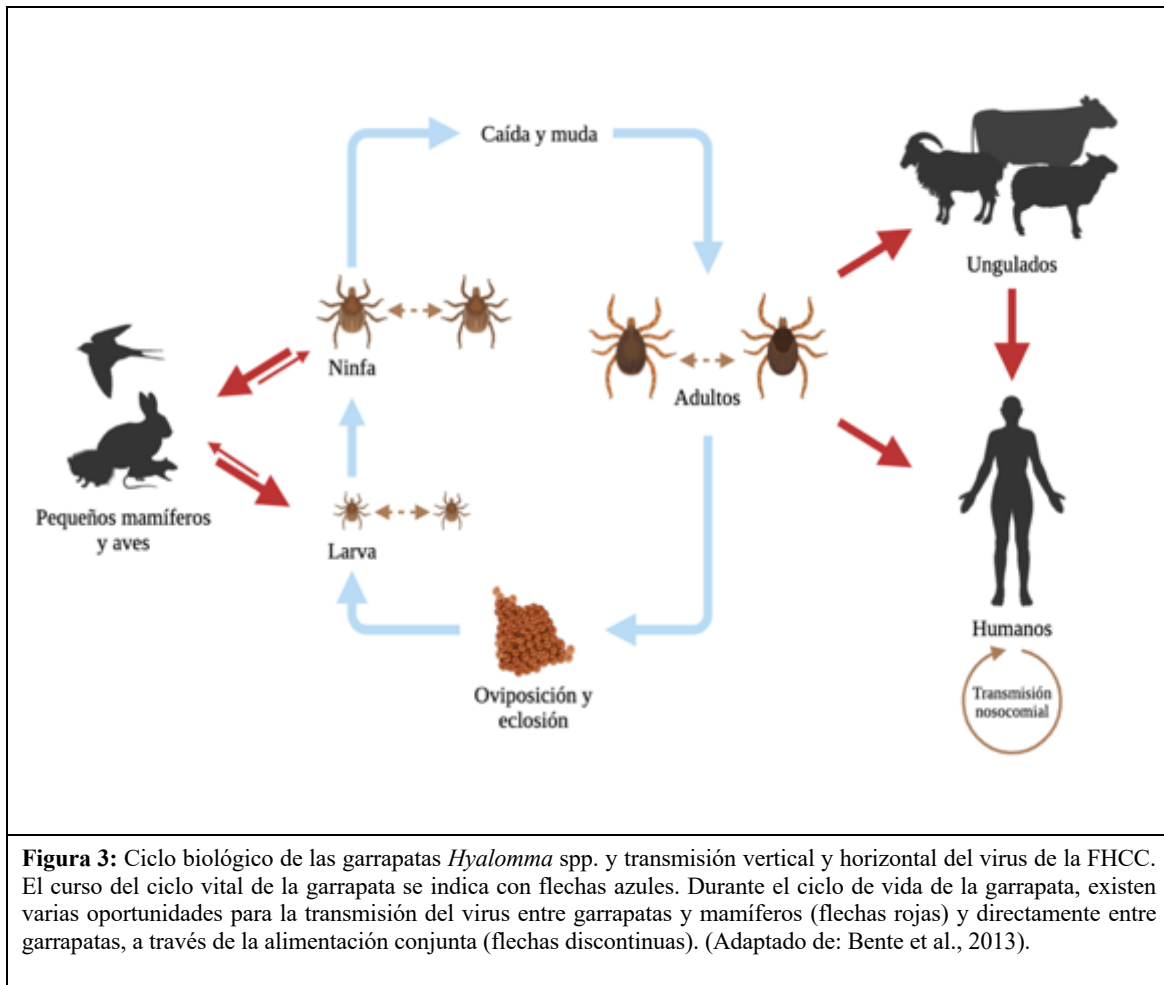 Caída y muda
Ungulados
Ninfa
Adultos
Pequeños mamíferos
y aves
Larva
Humanos
Oviposición y
eclosión
Transmisión
nosocomial
Figura 3: Ciclo biológico de las garrapatas Hyalomma spp. y transmisión vertical y horizontal del virus de la FHCC.
El curso del ciclo vital de la garrapata se indica con flechas azules. Durante el ciclo de vida de la garrapata, existen
varias oportunidades para la transmisión del virus entre garrapatas y mamíferos (flechas rojas) y directamente entre
garrapatas, a través de la alimentación conjunta (flechas discontinuas). (Adaptado de: Bente et al., 2013).